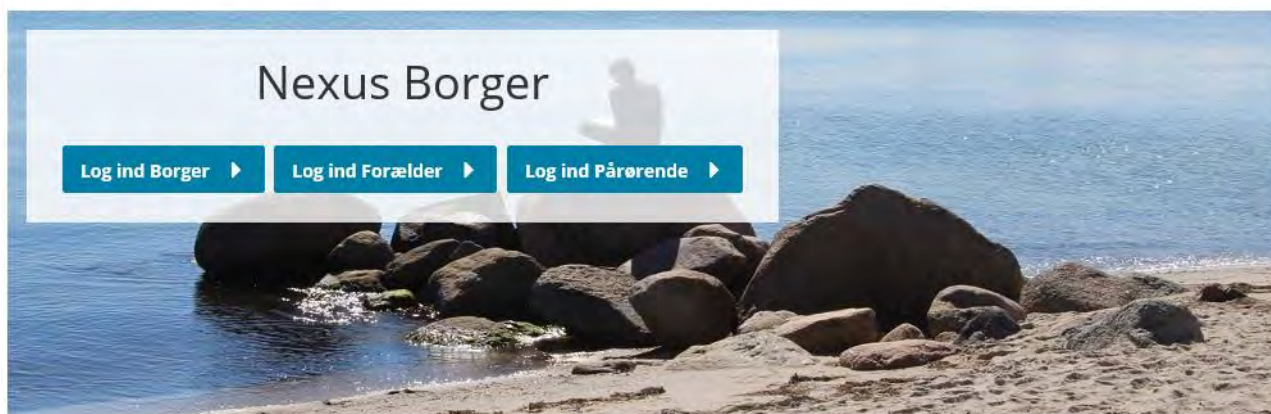 Nexus Borger
Log ind Borger
Log ind Forælder
Log ind Pårørende